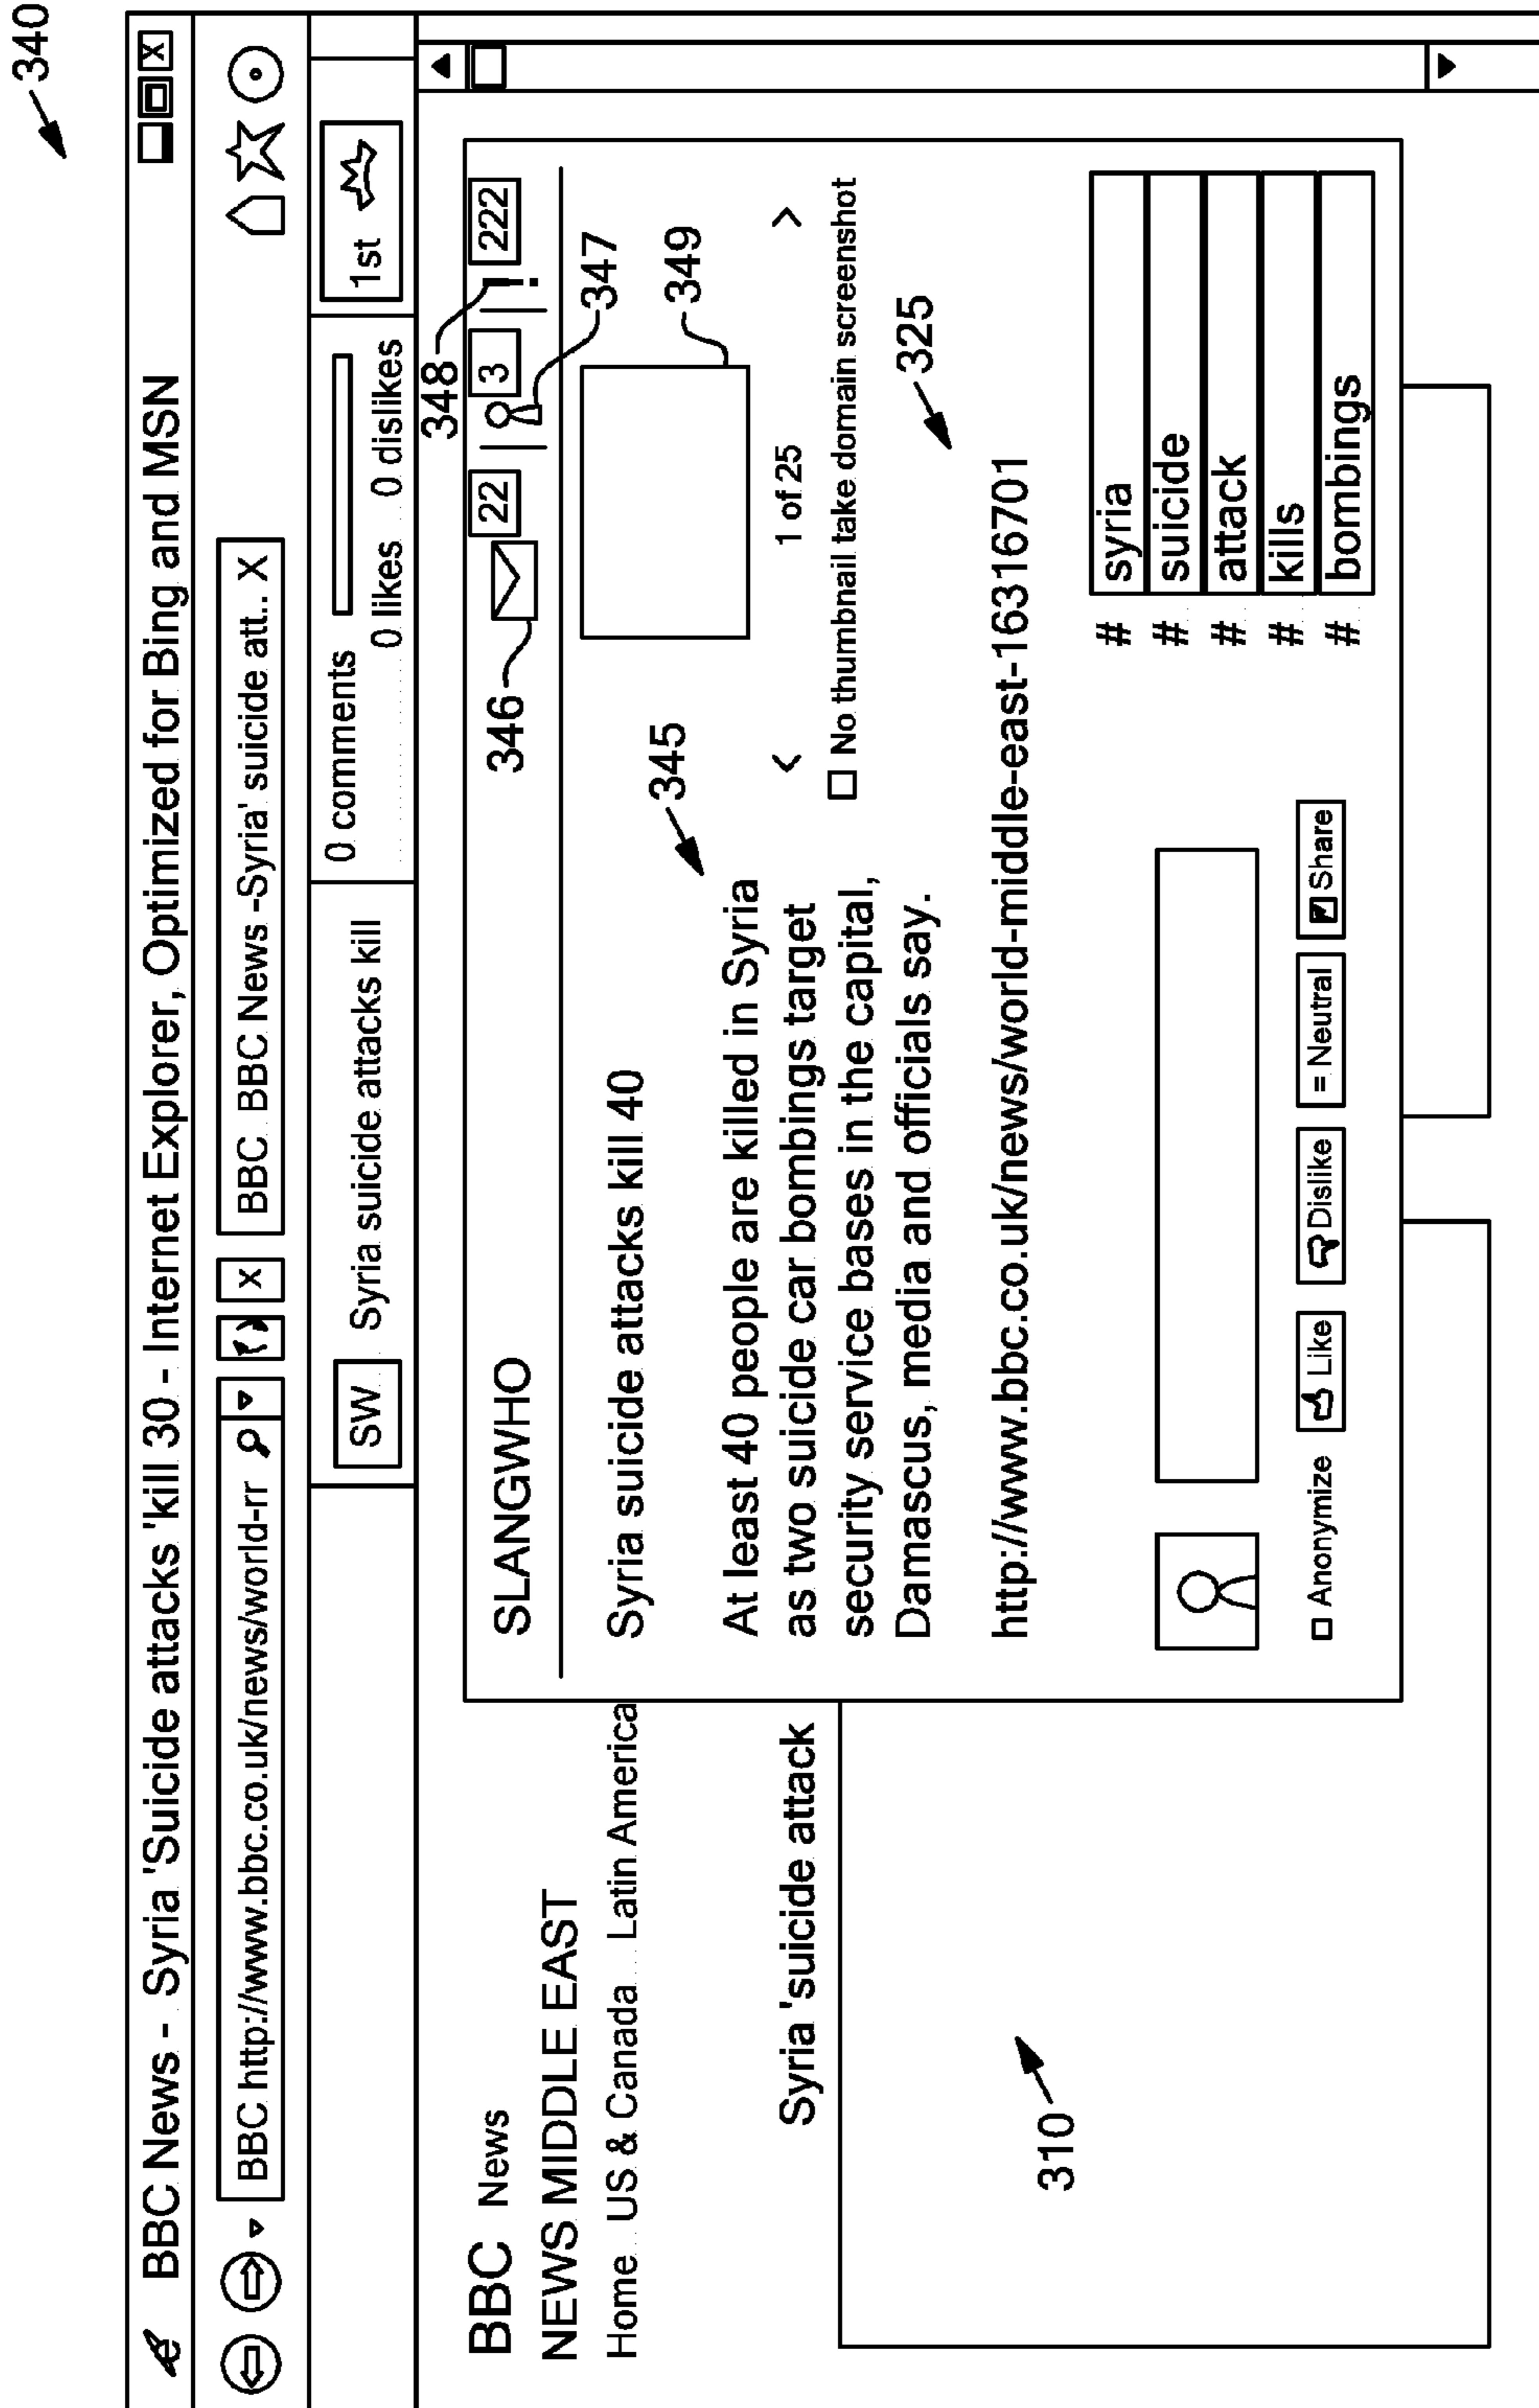 340
BBC News - Syria 'Suicide attacks 'kill 30 - Internet Explorer, Optimized for Bing and MSN
X
BBC http://www.bbc.co.uk/news/world-rr
X
BBC BBC News -Syria' suicide att.. X
SW
Syria suicide attacks kill
0 comments
0 likes 0 dislikes
1st
BBC News
NEWS MIDDLE EAST
Home US & Canada Latin America
Syria 'suicide attack
310
SLANGWHO
346
22
348
3
347
222
Syria suicide attacks kill 40
345
349
At least 40 people are killed in Syria
as two suicide car bombings target
security service bases in the capital,
Damascus, media and officials say.
< 1 of 25 >
No thumbnail take domain screenshot
http://www.bbc.co.uk/news/world-middle-east-16316701
325
# syria
# suicide
# attack
# kills
# bombings
Anonymize
Like
Dislike
= Neutral
Share